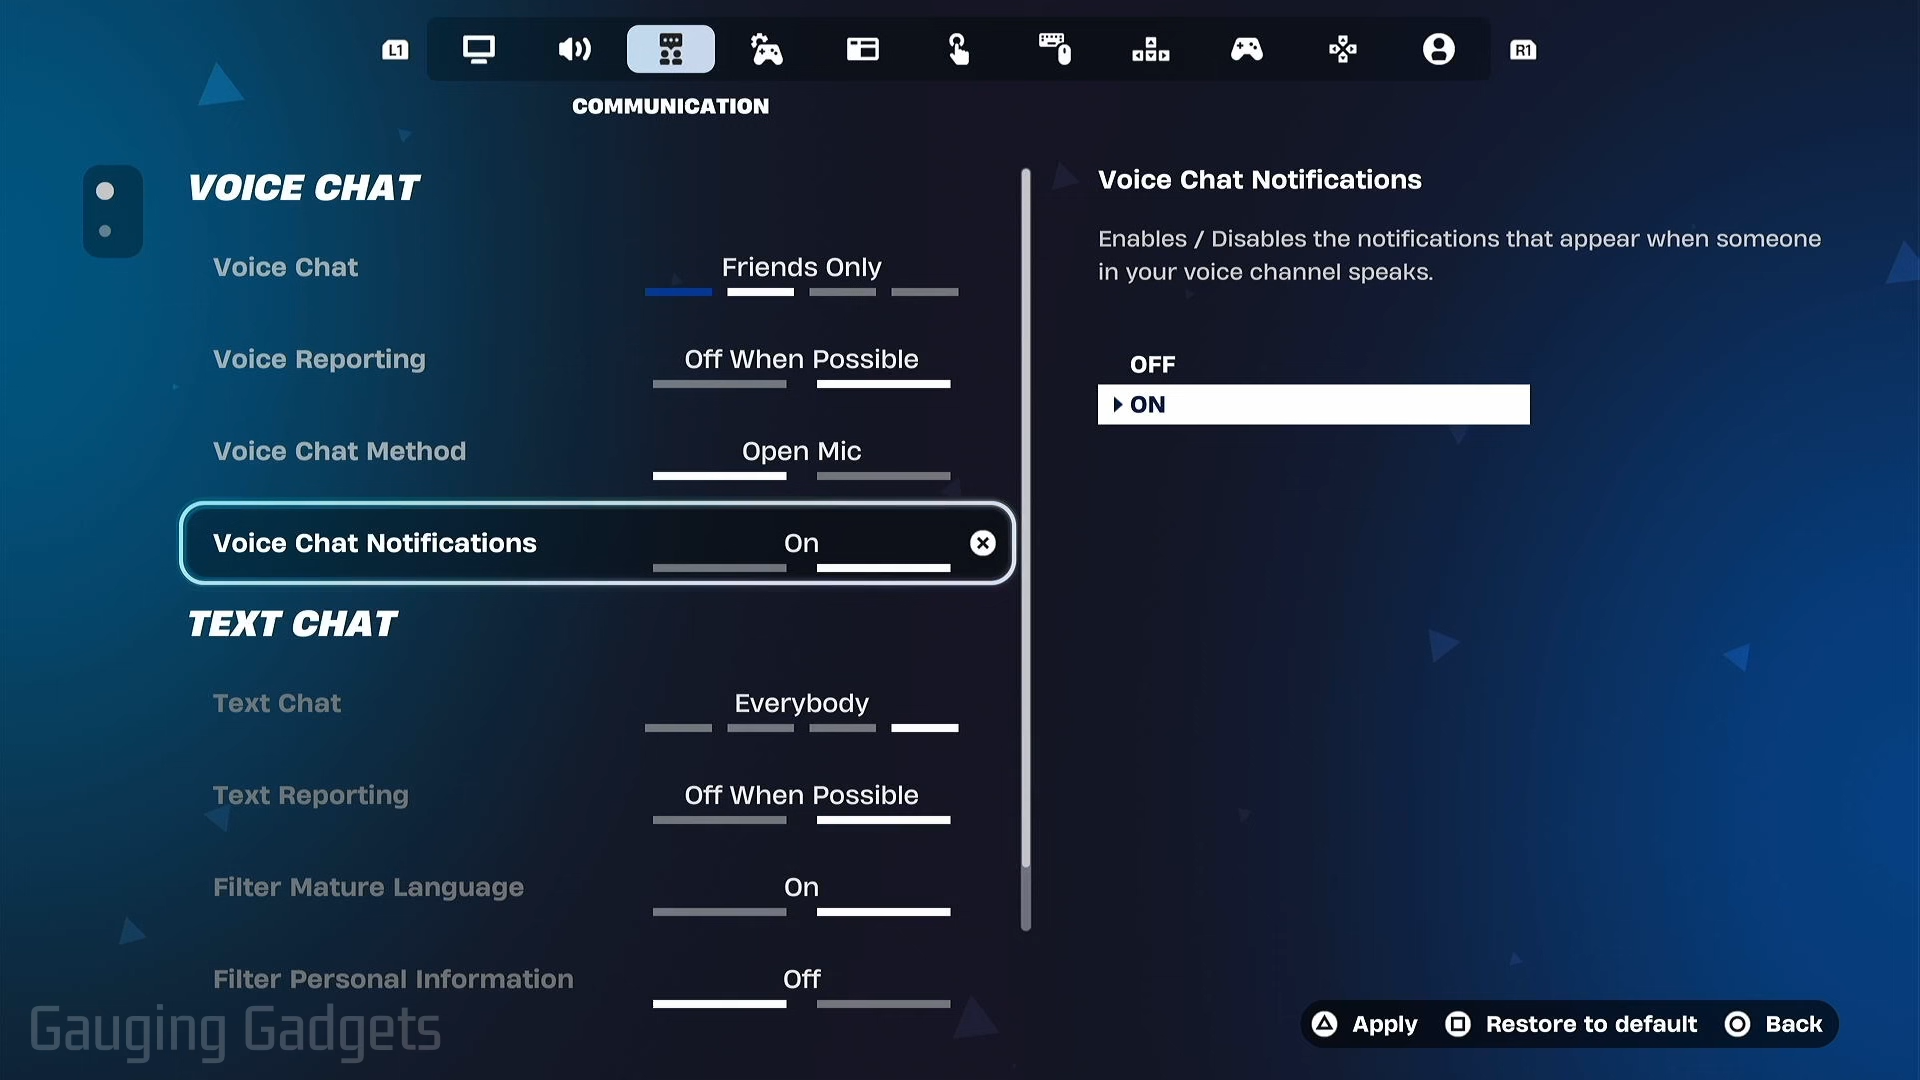 L1
R1
COMMUNICATION
VOICE CHAT
Voice Chat
Friends Only
Voice Reporting
Off When Possible
Voice Chat Method
Open Mic
Voice Chat Notifications
On
TEXT CHAT
Text Chat
Everybody
Text Reporting
Off When Possible
Filter Mature Language
On
Filter Personal Information
Off
Voice Chat Notifications
Enables / Disables the notifications that appear when someone
in your voice channel speaks.
OFF
ON
Gauging Gadgets
Apply
Restore to default
Back